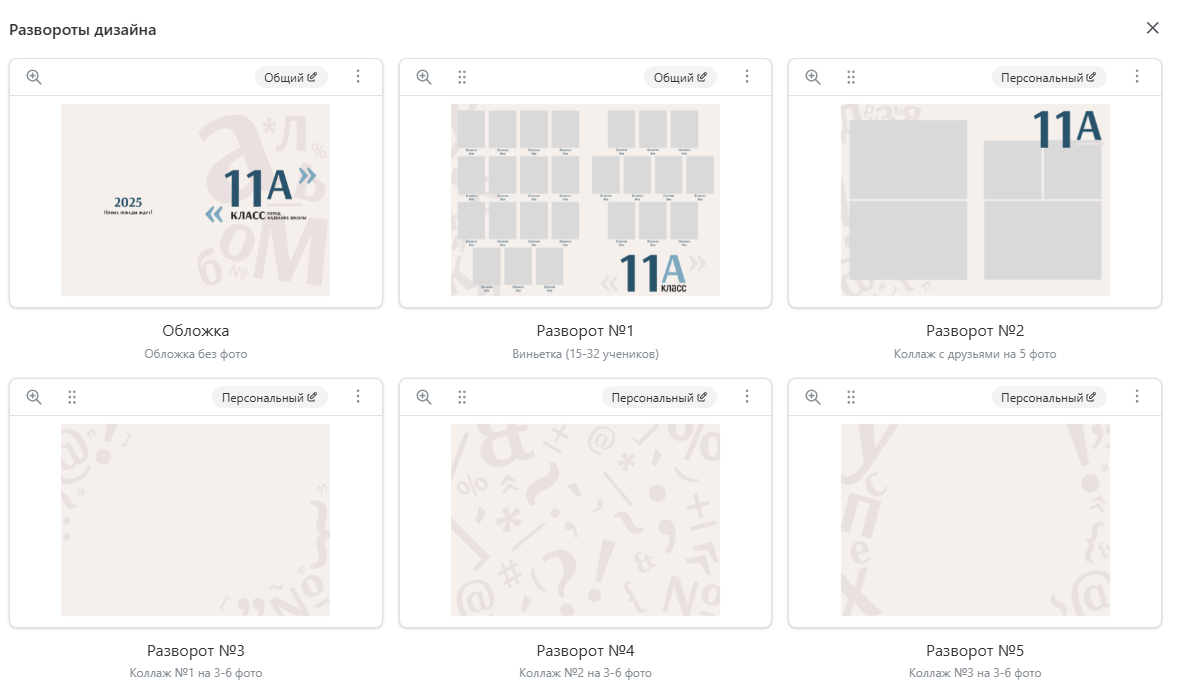 Развороты дизайна
Общий
Общий
Персональный
2025
11А
КЛАСС
11А
КЛАСС
11А
Обложка
Обложка без фото
Разворот №1
Виньетка (15-32 учеников)
Разворот №2
Коллаж с друзьями на 5 фото
Персональный
Персональный
Персональный
Разворот №3
Коллаж №1 на 3-6 фото
Разворот №4
Коллаж №2 на 3-6 фото
Разворот №5
Коллаж №3 на 3-6 фото